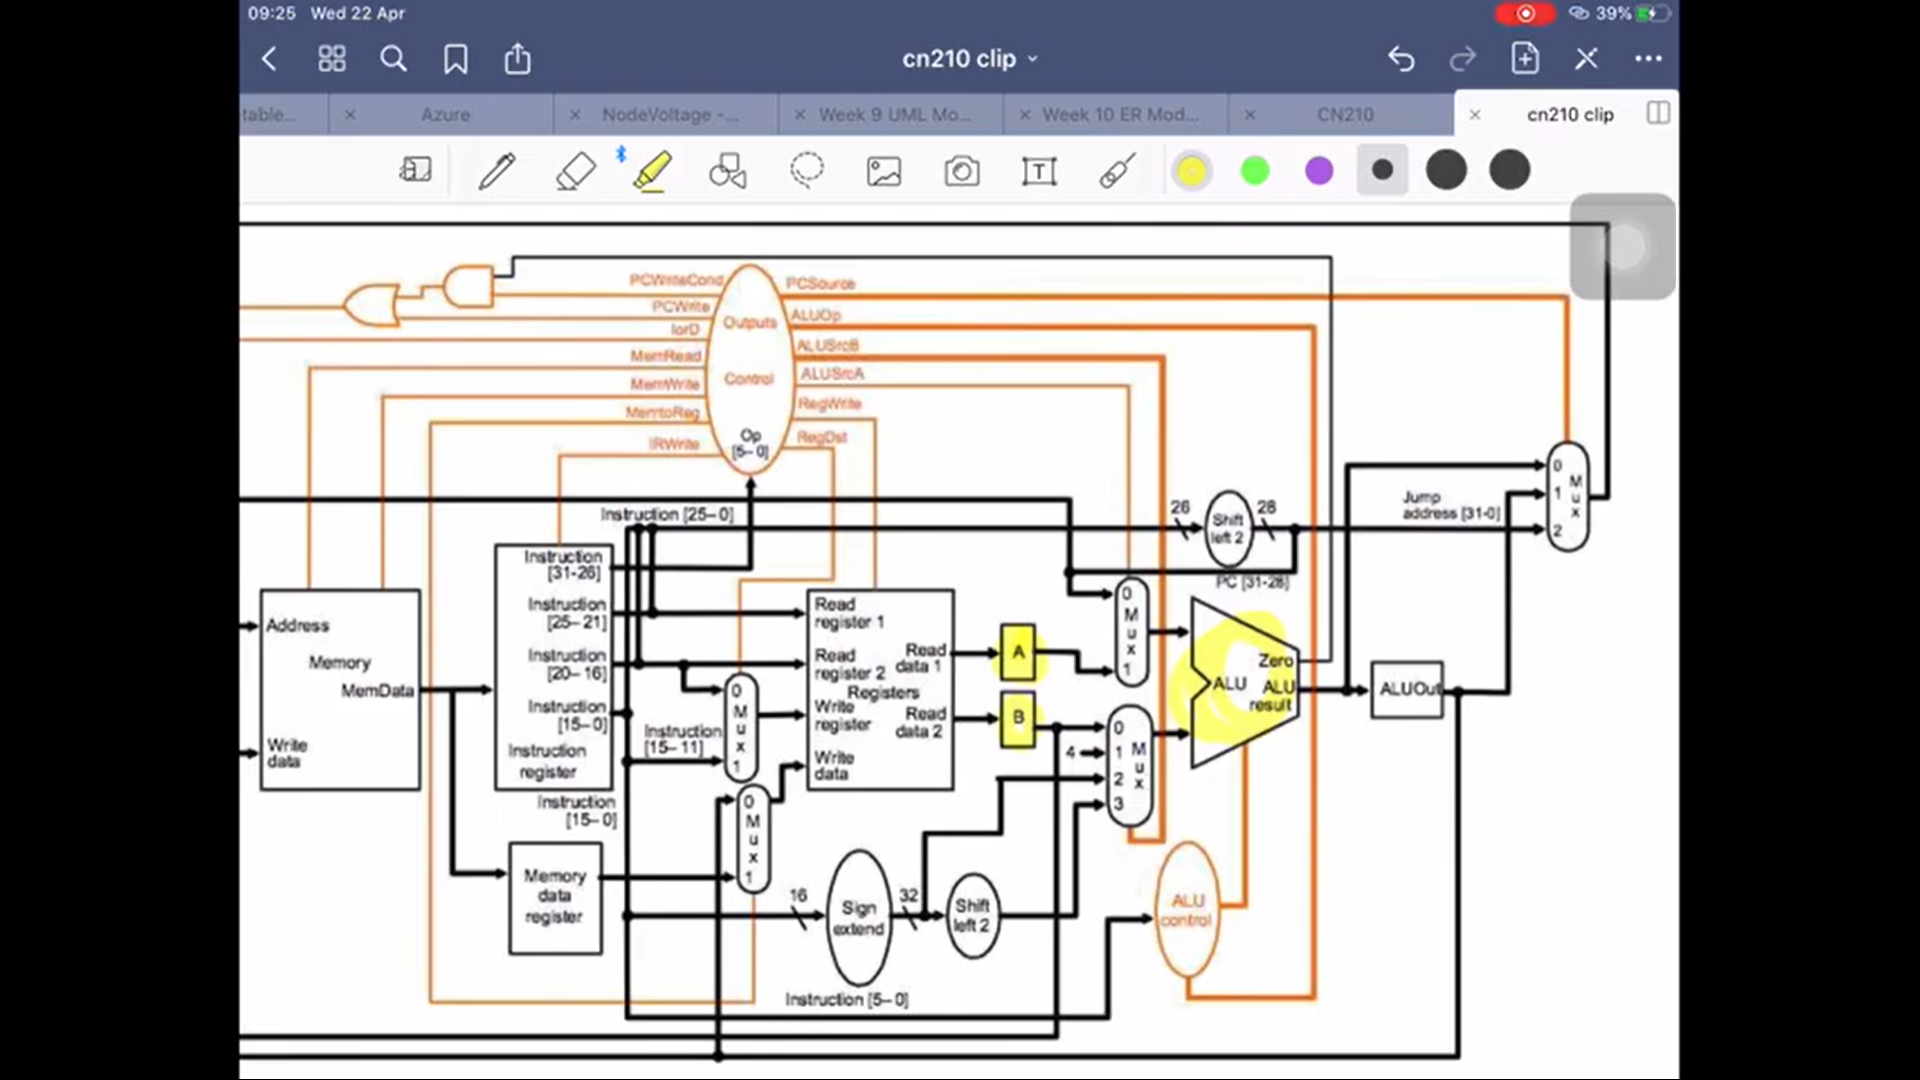 09:25 Wed 22 Apr
39%
cn210 clip
table...
Azure
NodeVoltage -...
Week 9 UML Mo...
Week 10 ER Mod...
CN210
cn210 clip
T
PCWriteCond
PCSource
PCWrite
ALUOp
Outputs
IorD
ALUSrcB
MemRead
Control
ALUSrcA
MemWrite
RegWrite
MemtoReg
Op
[5-0]
RegDst
IRWrite
Instruction [25-0]
26
Shift
left 2
28
Jump
address [31-0]
0
1
2
M
u
x
PC [31-28]
Address
Memory
MemData
Write
data
Instruction
[31-26]
Instruction
[25-21]
Instruction
[20-16]
Instruction
[15-0]
Instruction
register
Instruction
[15-0]
Instruction
[15-11]
0
M
u
x
1
Read
register 1
Read
register 2
Registers
Write
register
Write
data
Read
data 1
Read
data 2
A
B
0
M
u
x
1
4
0
1
2
3
M
u
x
Zero
ALU
ALU
result
ALUOut
Memory
data
register
0
M
u
x
1
16
Sign
extend
32
Shift
left 2
ALU
control
Instruction [5-0]